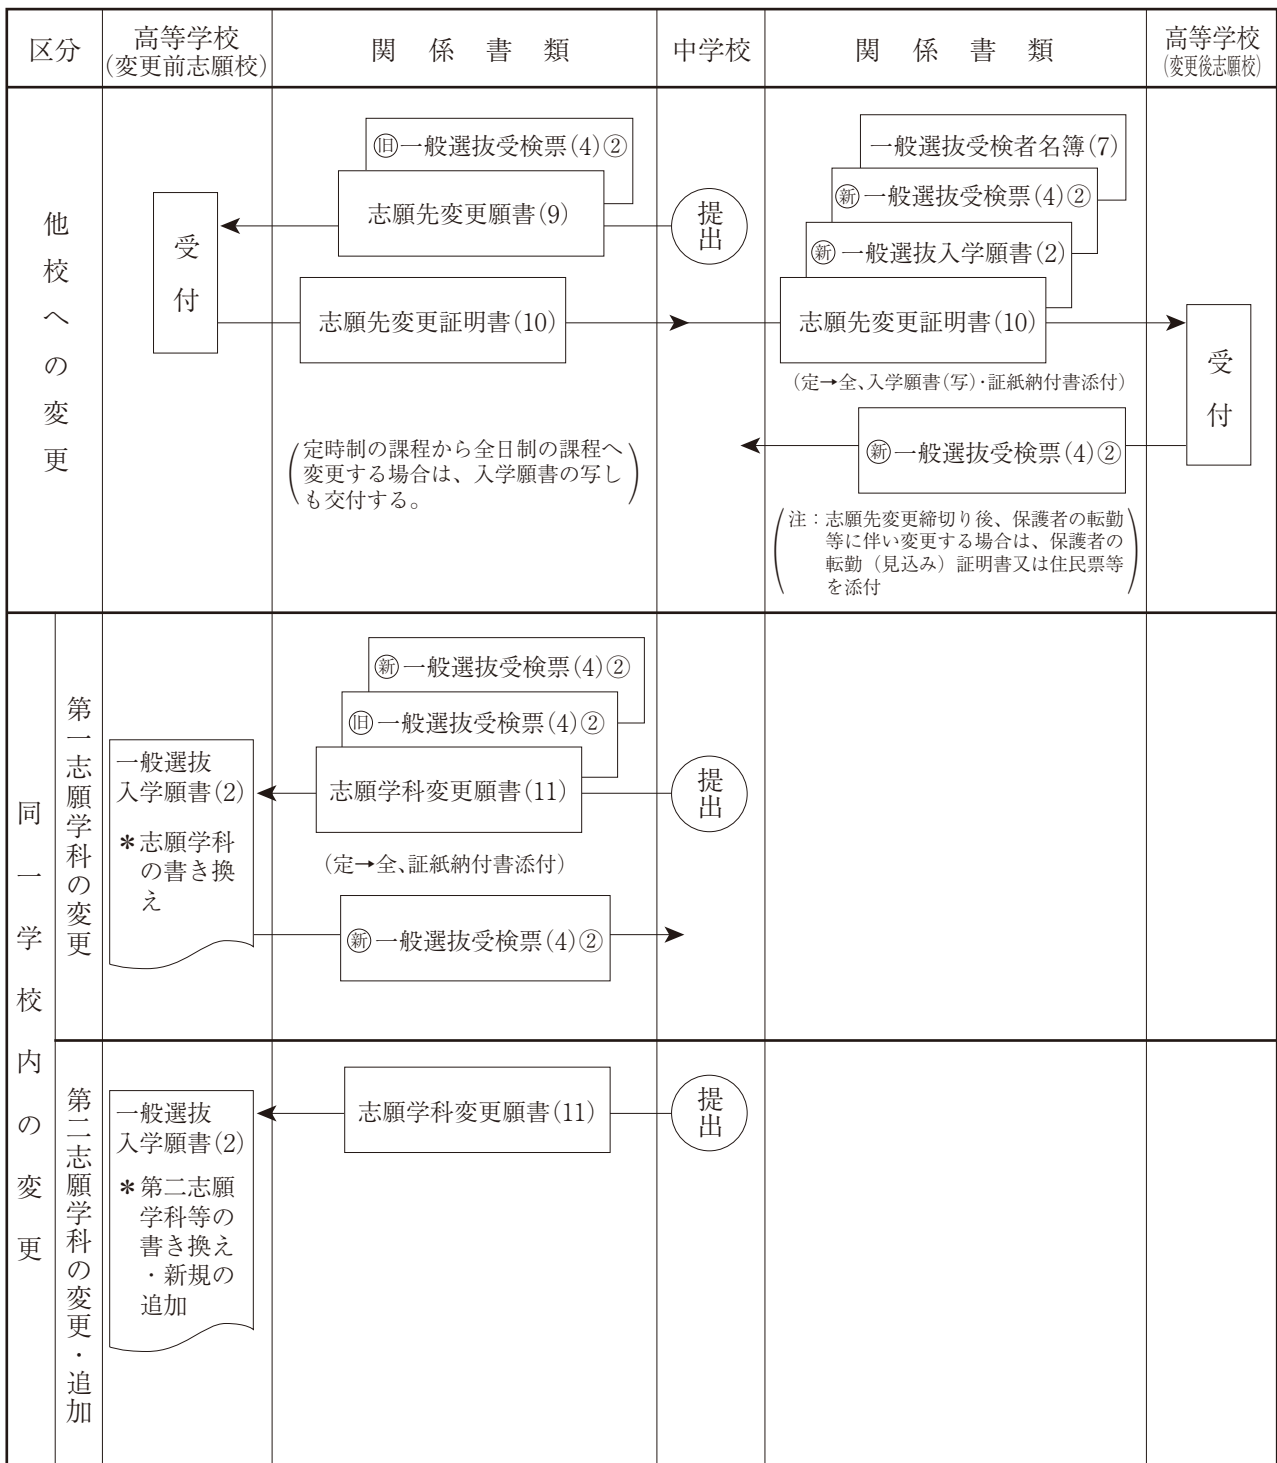 区分
高等学校
(変更前志願校)
関係書類
中学校
関係書類
高等学校
(変更後志願校)
他校への変更
受付
㊆一般選抜受検票(4)②
志願先変更願書(9)
志願先変更証明書(10)
(定時制の課程から全日制の課程へ
変更する場合は、入学願書の写し
も交付する。)
提出
一般選抜受検者名簿(7)
新一般選抜受検票(4)②
新一般選抜入学願書(2)
志願先変更証明書(10)
(定→全、入学願書(写)・証紙納付書添付)
新一般選抜受検票(4)②
(注：志願先変更締切り後、保護者の転勤
等に伴い変更する場合は、保護者の
転勤（見込み）証明書又は住民票等
を添付)
受付
同一学校内の変更
第一志願学科の変更
一般選抜
入学願書(2)
＊志願学科
の書き換
え
新一般選抜受検票(4)②
旧一般選抜受検票(4)②
志願学科変更願書(11)
(定→全、証紙納付書添付)
新一般選抜受検票(4)②
提出
第二志願学科の変更・追加
一般選抜
入学願書(2)
＊第二志願
学科等の
書き換え
・新規の
追加
志願学科変更願書(11)
提出